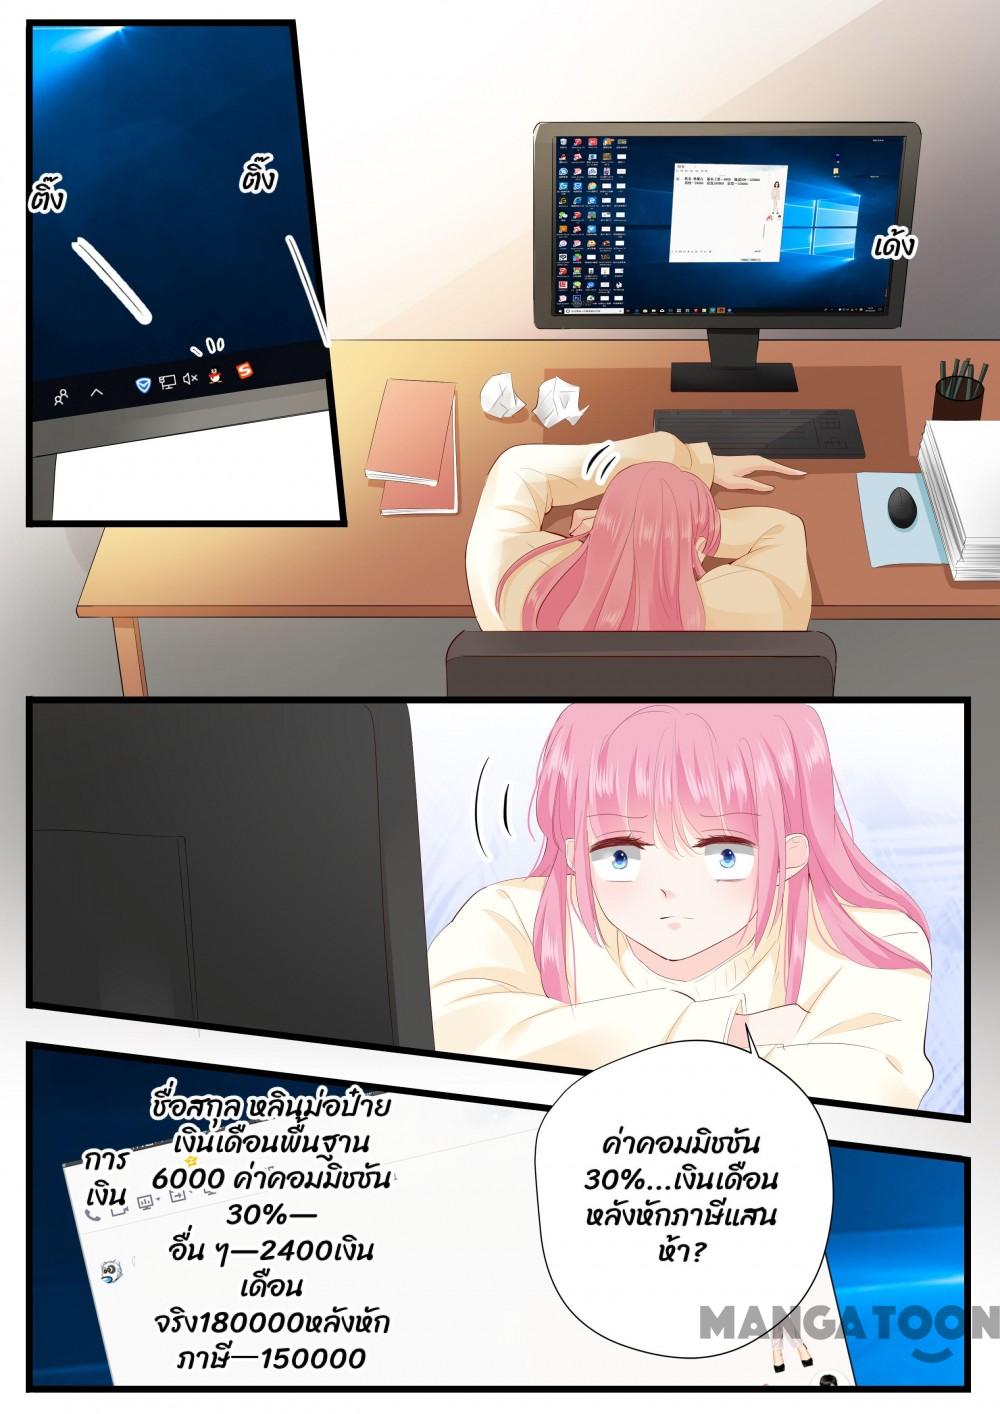 ติ๊ง
ติ๊ง
เด้ง
การ
เงิน
ชื่อสกุล หลินม่อป๋าย
เงินเดือนพื้นฐาน
6000 ค่าคอมมิชชัน
30%—
อื่น ๆ—2400เงิน
เดือน
จริง180000หลังหัก
ภาษี—150000
ค่าคอมมิชชัน
30%...เงินเดือน
หลังหักภาษีแสน
ห้า?
MANGATOON